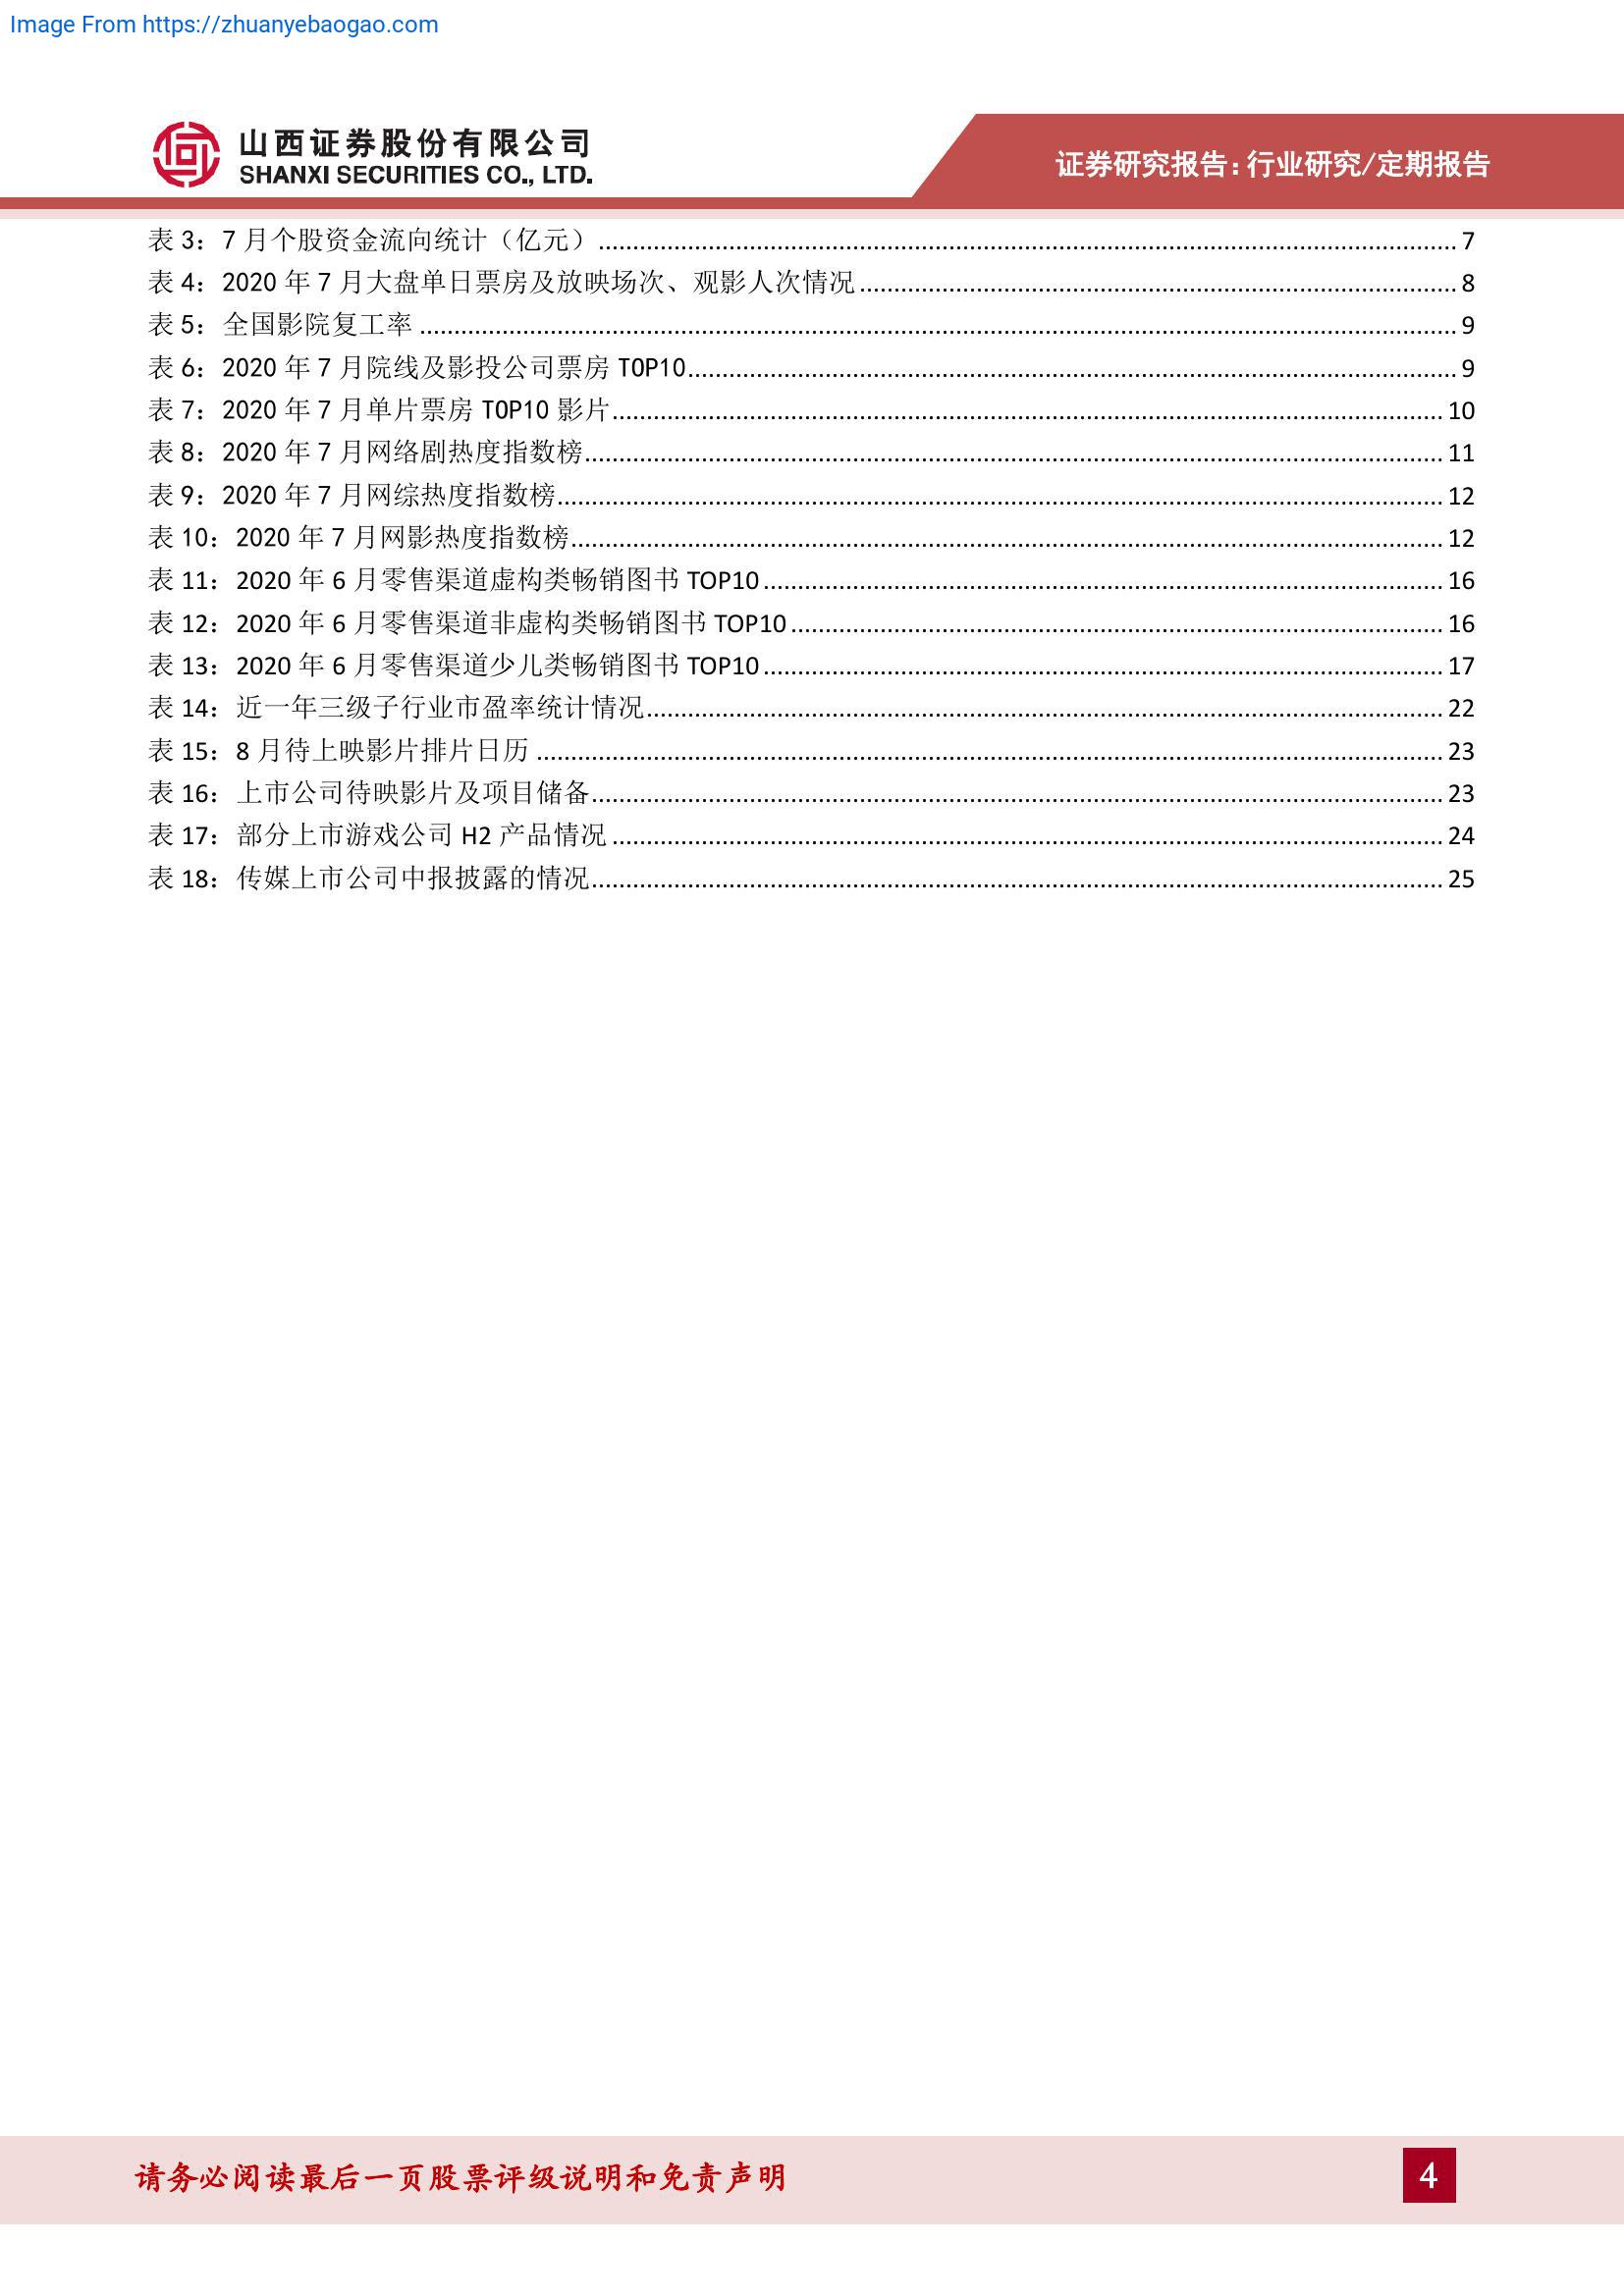 Image From https://zhuanyebaogao.com
山西证券股份有限公司
SHANXI SECURITIES CO., LTD.
证券研究报告:行业研究/定期报告
表 3：7 月个股资金流向统计（亿元）................................ 7
表 4：2020 年 7 月大盘单日票房及放映场次、观影人次情况................................ 8
表 5：全国影院复工率................................ 9
表 6：2020 年 7 月院线及影投公司票房 TOP10................................ 9
表 7：2020 年 7 月单片票房 TOP10 影片................................ 10
表 8：2020 年 7 月网络剧热度指数榜................................ 11
表 9：2020 年 7 月网综热度指数榜................................ 12
表 10：2020 年 7 月网影热度指数榜................................ 12
表 11：2020 年 6 月零售渠道虚构类畅销图书 TOP10................................ 16
表 12：2020 年 6 月零售渠道非虚构类畅销图书 TOP10................................ 16
表 13：2020 年 6 月零售渠道少儿类畅销图书 TOP10................................ 17
表 14：近一年三级子行业市盈率统计情况................................ 22
表 15：8 月待上映影片排片日历................................ 23
表 16：上市公司待映影片及项目储备................................ 23
表 17：部分上市游戏公司 H2 产品情况................................ 24
表 18：传媒上市公司中报披露的情况................................ 25
请务必阅读最后一页股票评级说明和免责声明
4